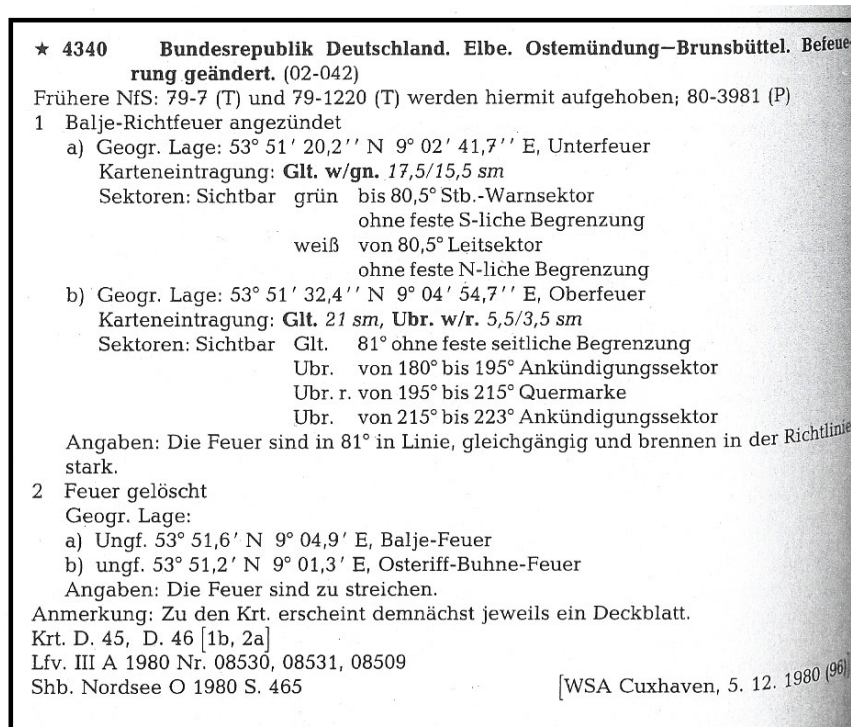 ★ 4340 Bundesrepublik Deutschland. Elbe. Ostemündung—Brunsbüttel. Befeue-
rung geändert. (02-042)
Frühere NfS: 79-7 (T) und 79-1220 (T) werden hiermit aufgehoben; 80-3981 (P)
1 Balje-Richtfeuer angezündet
a) Geogr. Lage: 53° 51′ 20,2′′ N 9° 02′ 41,7′′ E, Unterfeuer
Karteneintragung: Glt. w/gn. 17,5/15,5 sm
Sektoren: Sichtbar grün bis 80,5° Stb.-Warnsektor
ohne feste S-liche Begrenzung
weiß von 80,5° Leitsektor
ohne feste N-liche Begrenzung
b) Geogr. Lage: 53° 51′ 32,4′′ N 9° 04′ 54,7′′ E, Oberfeuer
Karteneintragung: Glt. 21 sm, Ubr. w/r. 5,5/3,5 sm
Sektoren: Sichtbar Glt. 81° ohne feste seitliche Begrenzung
Ubr. von 180° bis 195° Ankündigungssektor
Ubr. r. von 195° bis 215° Quermarke
Ubr. von 215° bis 223° Ankündigungssektor
Angaben: Die Feuer sind in 81° in Linie, gleichgängig und brennen in der Richtlinie
stark.
2 Feuer gelöscht
Geogr. Lage:
a) Ungf. 53° 51,6′ N 9° 04,9′ E, Balje-Feuer
b) ungf. 53° 51,2′ N 9° 01,3′ E, Osteriff-Buhne-Feuer
Angaben: Die Feuer sind zu streichen.
Anmerkung: Zu den Krt. erscheint demnächst jeweils ein Deckblatt.
Krt. D. 45, D. 46 [1b, 2a]
Lfv. III A 1980 Nr. 08530, 08531, 08509
Shb. Nordsee O 1980 S. 465 [WSA Cuxhaven, 5. 12. 1980 (96)]